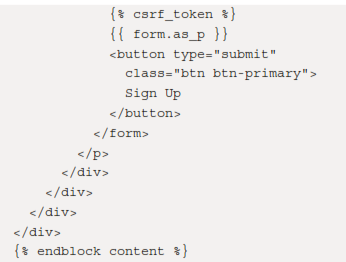 {% csrf_token %}
{{ form.as_p }}
<button type="submit"
class="btn btn-primary">
Sign Up
</button>
</form>
</p>
</div>
</div>
</div>
</div>
{% endblock content %}